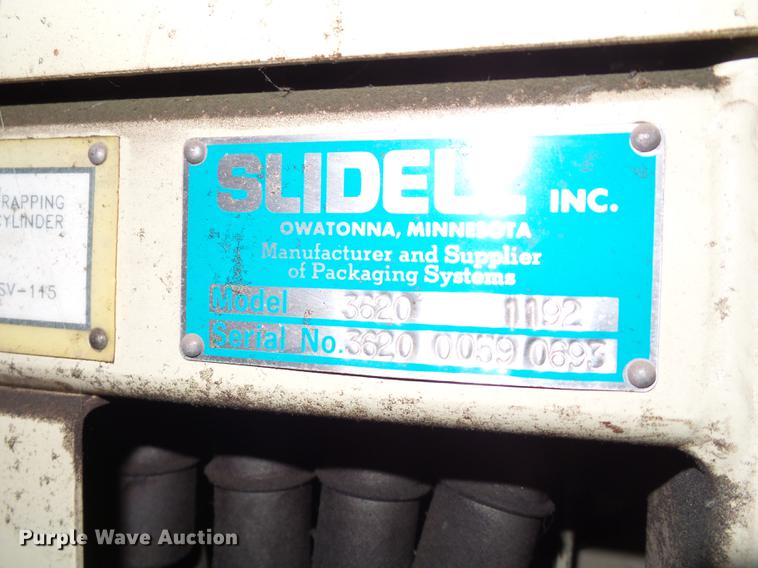 SLIDELL INC.
OWATONNA, MINNESOTA
Manufacturer and Supplier
of Packaging Systems
Model 3620 1192
Serial No. 3620 0059 0693
RAPPING
CYLINDER
SV-115
Purple Wave Auction